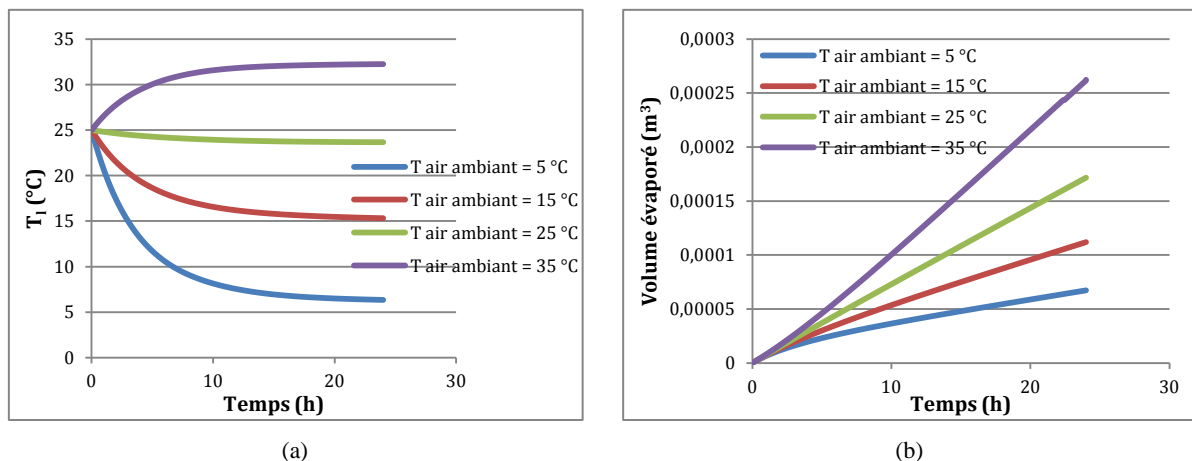 35
30
25
20
15
10
5
0
T₁ (°C)
T air ambiant = 5 °C
T air ambiant = 15 °C
T air ambiant = 25 °C
T air ambiant = 35 °C
0 10 20 30
Temps (h)
(a)
0,0003
0,00025
0,0002
0,00015
0,0001
0,00005
0
Volume évaporé (m³)
T air ambiant = 5 °C
T air ambiant = 15 °C
T air ambiant = 25 °C
T air ambiant = 35 °C
0 10 20 30
Temps (h)
(b)